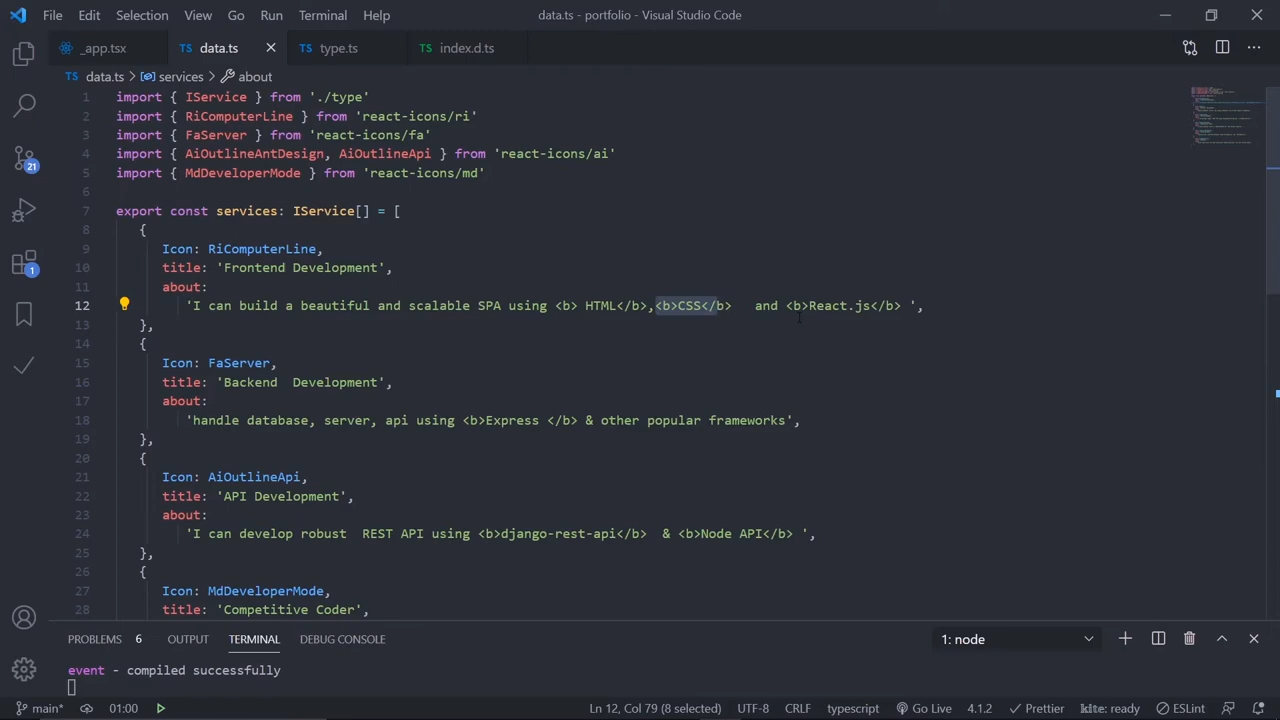 File Edit Selection View Go Run Terminal Help data.ts - portfolio - Visual Studio Code
_app.tsx TS data.ts TS type.ts TS index.d.ts
TS data.ts > services > about
1 import { IService } from './type'
2 import { RiComputerLine } from 'react-icons/ri'
3 import { FaServer } from 'react-icons/fa'
4 import { AiOutlineAntDesign, AiOutlineApi } from 'react-icons/ai'
5 import { MdDeveloperMode } from 'react-icons/md'
6
7 export const services: IService[] = [
8 {
9 Icon: RiComputerLine,
10 title: 'Frontend Development',
11 about:
12 'I can build a beautiful and scalable SPA using <b> HTML</b>,<b>CSS</b>   and <b>React.js</b> ',
13 },
14 {
15 Icon: FaServer,
16 title: 'Backend  Development',
17 about:
18 'handle database, server, api using <b>Express </b> & other popular frameworks',
19 },
20 {
21 Icon: AiOutlineApi,
22 title: 'API Development',
23 about:
24 'I can develop robust  REST API using <b>django-rest-api</b>  & <b>Node API</b> ',
25 },
26 {
27 Icon: MdDeveloperMode,
28 title: 'Competitive Coder',
21
1
PROBLEMS 6 OUTPUT TERMINAL DEBUG CONSOLE 1: node
event - compiled successfully
main* 01:00 Ln 12, Col 79 (8 selected) UTF-8 CRLF typescript Go Live 4.1.2 Prettier kite: ready ESLint